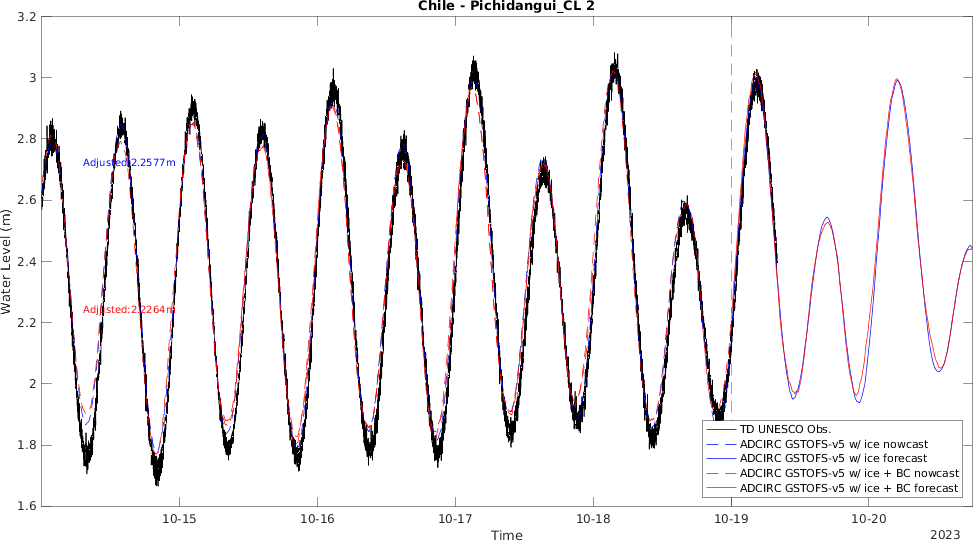 Chile - Pichidangui_CL 2
3.2
3
2.8
2.6
2.4
2.2
2
1.8
1.6
Water Level (m)
Adjusted:2.2577m
Adjusted:2.2264m
TD UNESCO Obs.
ADCIRC GSTOFS-v5 w/ ice nowcast
ADCIRC GSTOFS-v5 w/ ice forecast
ADCIRC GSTOFS-v5 w/ ice + BC nowcast
ADCIRC GSTOFS-v5 w/ ice + BC forecast
10-15 10-16 10-17 10-18 10-19 10-20
Time
2023